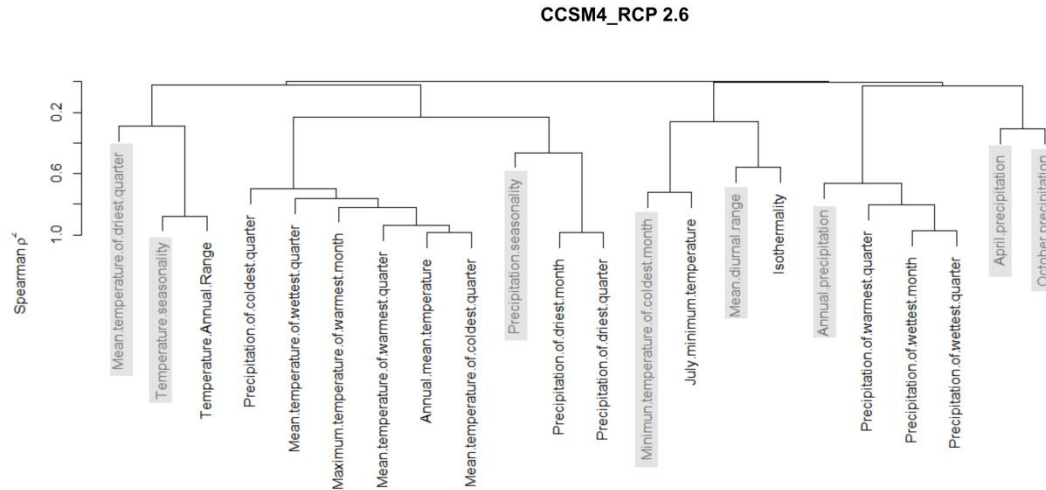 CCSM4_RCP 2.6
Spearman ρ²
0.2
0.6
1.0
Mean.temperature.of.driest.quarter
Temperature.seasonality
Temperature.Annual.Range
Precipitation.of.coldest.quarter
Mean.temperature.of.wettest.quarter
Maximum.temperature.of.warmest.month
Mean.temperature.of.warmest.quarter
Annual.mean.temperature
Mean.temperature.of.coldest.quarter
Precipitation.seasonality
Precipitation.of.driest.month
Precipitation.of.driest.quarter
Minimun.temperature.of.coldest.month
July.minimum.temperature
Mean.diurnal.range
Isothermality
Annual.precipitation
Precipitation.of.warmest.quarter
Precipitation.of.wettest.month
Precipitation.of.wettest.quarter
April.precipitation
October.precipitation